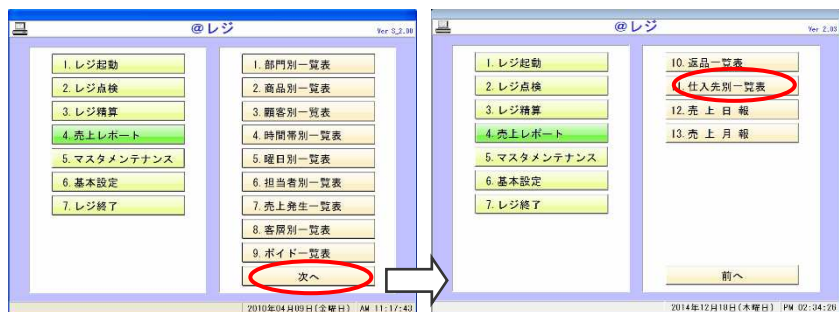 @レジ
Ver S_2.00
1. レジ起動
2. レジ点検
3. レジ精算
4. 売上レポート
5. マスタメンテナンス
6. 基本設定
7. レジ終了
1. 部門別一覧表
2. 商品別一覧表
3. 顧客別一覧表
4. 時間帯別一覧表
5. 曜日別一覧表
6. 担当者別一覧表
7. 売上発生一覧表
8. 客層別一覧表
9. ボイド一覧表
次へ
2010年04月09日(金曜日) AM 11:17:43
@レジ
Ver 2.03
1. レジ起動
2. レジ点検
3. レジ精算
4. 売上レポート
5. マスタメンテナンス
6. 基本設定
7. レジ終了
10. 返品一覧表
11. 仕入先別一覧表
12. 売 上 日 報
13. 売 上 月 報
前へ
2014年12月18日(木曜日) PM 02:34:26